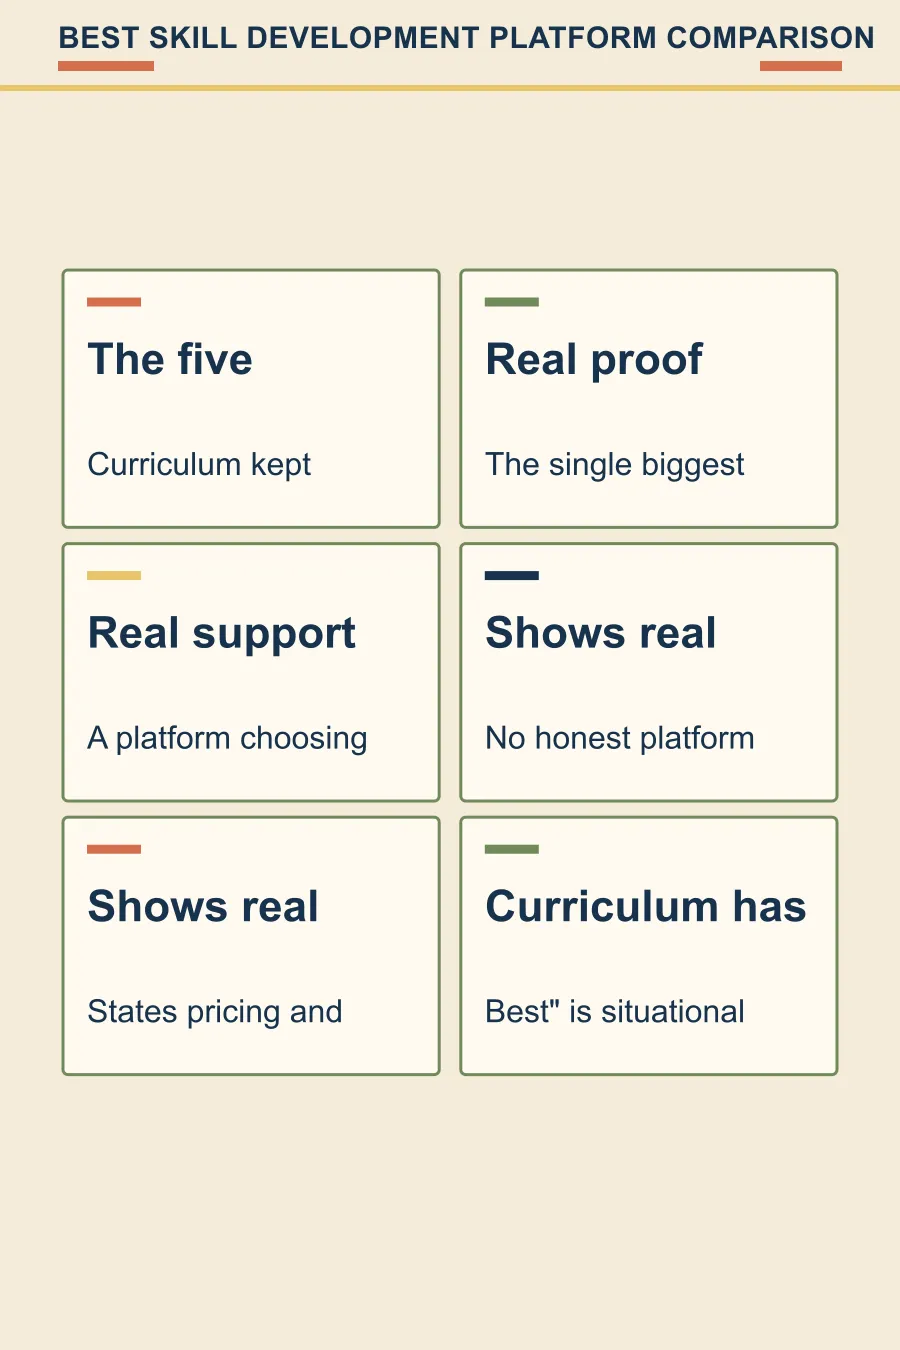 BEST SKILL DEVELOPMENT PLATFORM COMPARISON
The five
Curriculum kept
Real proof
The single biggest
Real support
A platform choosing
Shows real
No honest platform
Shows real
States pricing and
Curriculum has
Best" is situational